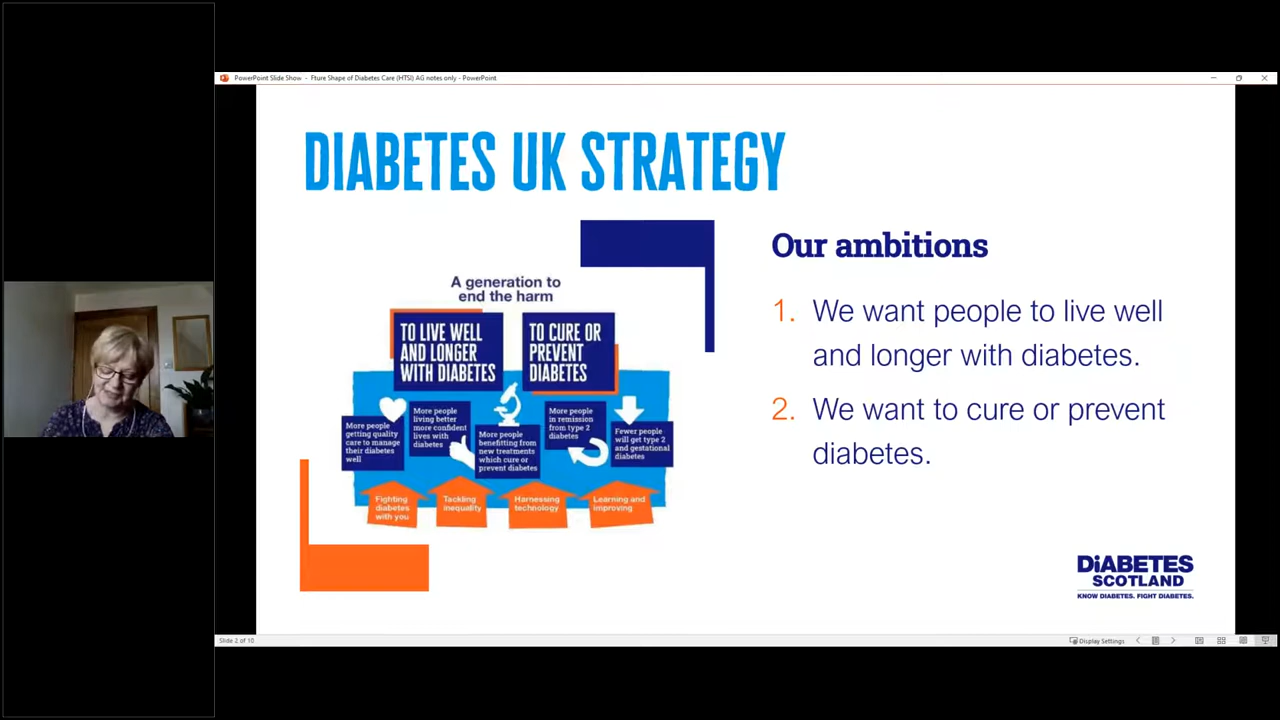 PowerPoint Slide Show - Fture Shape of Diabetes Care (HTSI) AG notes only - PowerPoint
DIABETES UK STRATEGY
A generation to
end the harm
TO LIVE WELL
AND LONGER
WITH DIABETES
TO CURE OR
PREVENT
DIABETES
More people
getting quality
care to manage
their diabetes
well
More people
living better
more confident
lives with
diabetes
More people
benefitting from
new treatments
which cure or
prevent diabetes
More people
in remission
from type 2
diabetes
Fewer people
will get type 2
and gestational
diabetes
Fighting
diabetes
with you
Tackling
inequality
Harnessing
technology
Learning and
improving
Our ambitions
1. We want people to live well
and longer with diabetes.
2. We want to cure or prevent
diabetes.
DiABETES
SCOTLAND
KNOW DIABETES. FIGHT DIABETES.
Slide 2 of 10
Display Settings